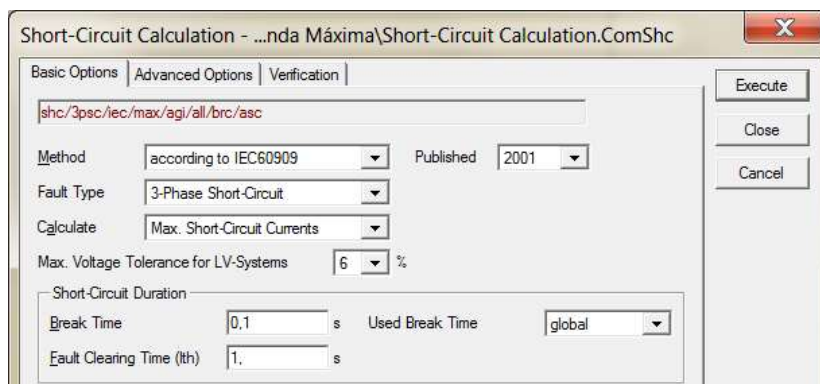 Short-Circuit Calculation - ...nda Máxima\Short-Circuit Calculation.ComShc
Basic Options Advanced Options Verification
Execute
shc/3psc/iec/max/agi/all/brc/asc
Close
Method according to IEC60909 Published 2001
Cancel
Fault Type 3-Phase Short-Circuit
Calculate Max. Short-Circuit Currents
Max. Voltage Tolerance for LV-Systems 6 %
Short-Circuit Duration
Break Time 0,1 s Used Break Time global
Fault Clearing Time (Ith) 1, s